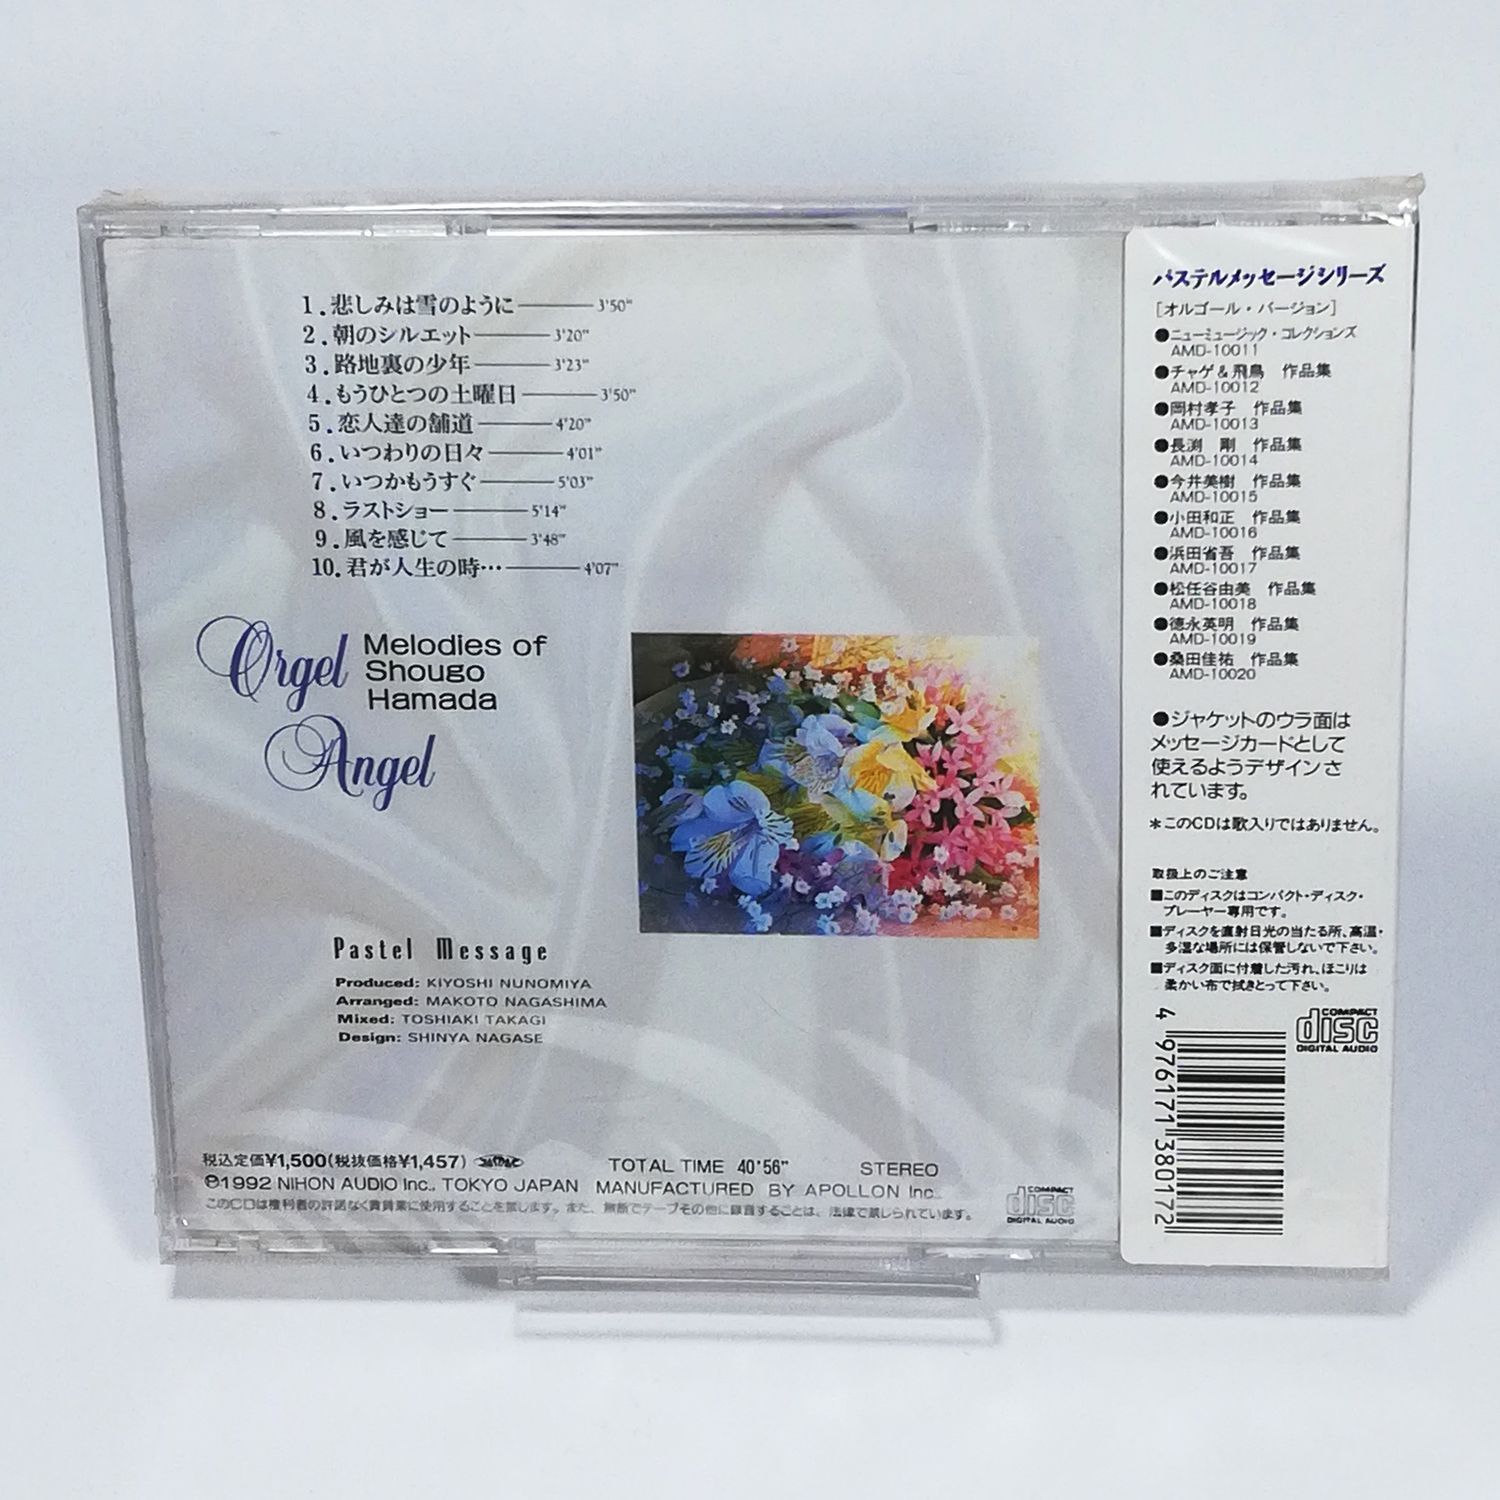 1. 悲しみは雪のように 3'50"
2. 朝のシルエット 3'20"
3. 路地裏の少年 3'23"
4. もうひとつの土曜日 3'50"
5. 恋人達の舗道 4'20"
6. いつわりの日々 4'01"
7. いつかもうすぐ 5'03"
8. ラストショー 5'14"
9. 風を感じて 3'48"
10. 君が人生の時… 4'07"
Orgel
Melodies of
Shougo
Hamada
Angel
Pastel Message
Produced: KIYOSHI NUNOMIYA
Arranged: MAKOTO NAGASHIMA
Mixed: TOSHIAKI TAKAGI
Design: SHINYA NAGASE
税込定価¥1,500(税抜価格¥1,457)
TOTAL TIME 40'56" STEREO
℗1992 NIHON AUDIO Inc., TOKYO JAPAN MANUFACTURED BY APOLLON Inc.
このCDは権利者の許諾なく賃貸業に使用することを禁じます。また、無断でテープその他に録音することは、法律で禁じられています。
COMPACT
disc
DIGITAL AUDIO
パステルメッセージシリーズ
[オルゴール・バージョン]
●ニューミュージック・コレクションズ
AMD-10011
●チャゲ&飛鳥 作品集
AMD-10012
●岡村孝子 作品集
AMD-10013
●長渕 剛 作品集
AMD-10014
●今井美樹 作品集
AMD-10015
●小田和正 作品集
AMD-10016
●浜田省吾 作品集
AMD-10017
●松任谷由美 作品集
AMD-10018
●徳永英明 作品集
AMD-10019
●桑田佳祐 作品集
AMD-10020
●ジャケットのウラ面は
メッセージカードとして
使えるようデザインさ
れています。
*このCDは歌入りではありません。
取扱上のご注意
■このディスクはコンパクト・ディスク・
プレーヤー専用です。
■ディスクを直射日光の当たる所、高温・
多湿な場所には保管しないで下さい。
■ディスク面に付着した汚れ、ほこりは
柔かい布で拭きとって下さい。
COMPACT
disc
DIGITAL AUDIO
4 976171 380172